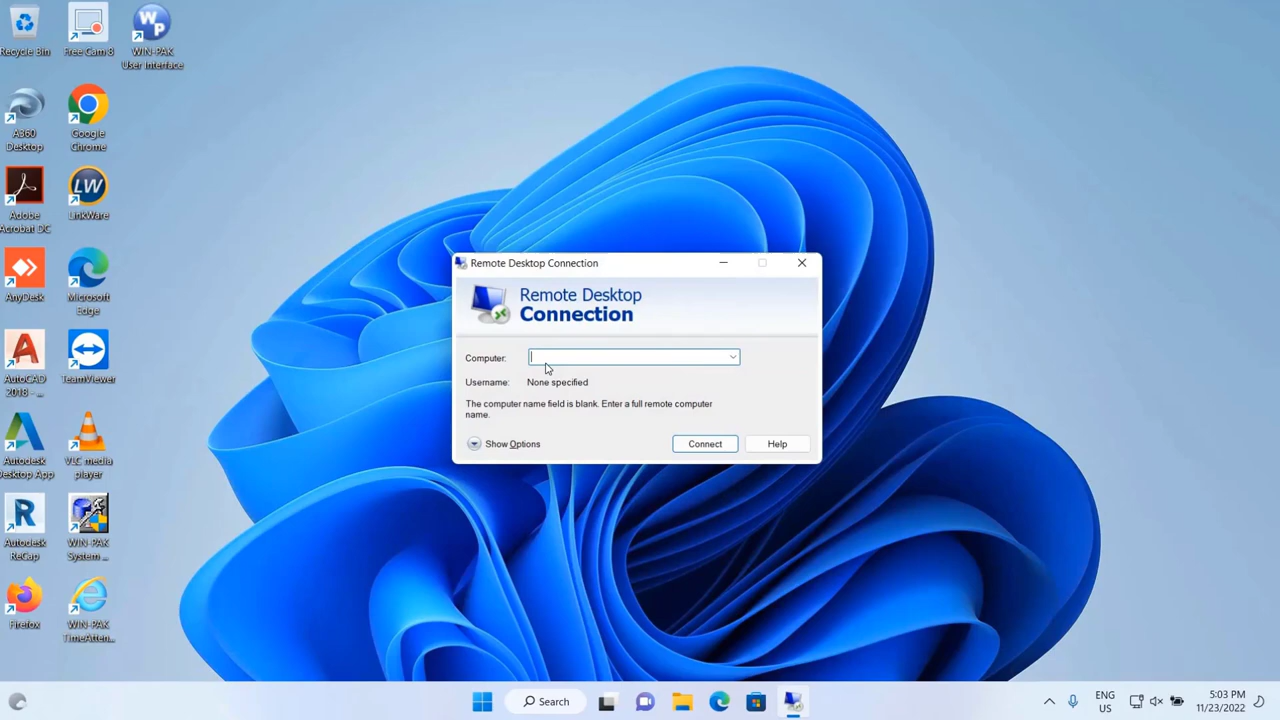 Recycle Bin
Free Cam 8
WP
WIN-PAK
User Interface
A360
Desktop
Google
Chrome
Adobe
Acrobat DC
LW
LinkWare
AnyDesk
Microsoft
Edge
AutoCAD
2018 - ...
TeamViewer
Autodesk
Desktop App
VLC media
player
Autodesk
ReCap
WIN-PAK
System ...
Firefox
WIN-PAK
TimeAtten...
Remote Desktop Connection
Remote Desktop
Connection
Computer:
Username:
None specified
The computer name field is blank. Enter a full remote computer
name.
Show Options
Connect
Help
Search
ENG
US
5:03 PM
11/23/2022